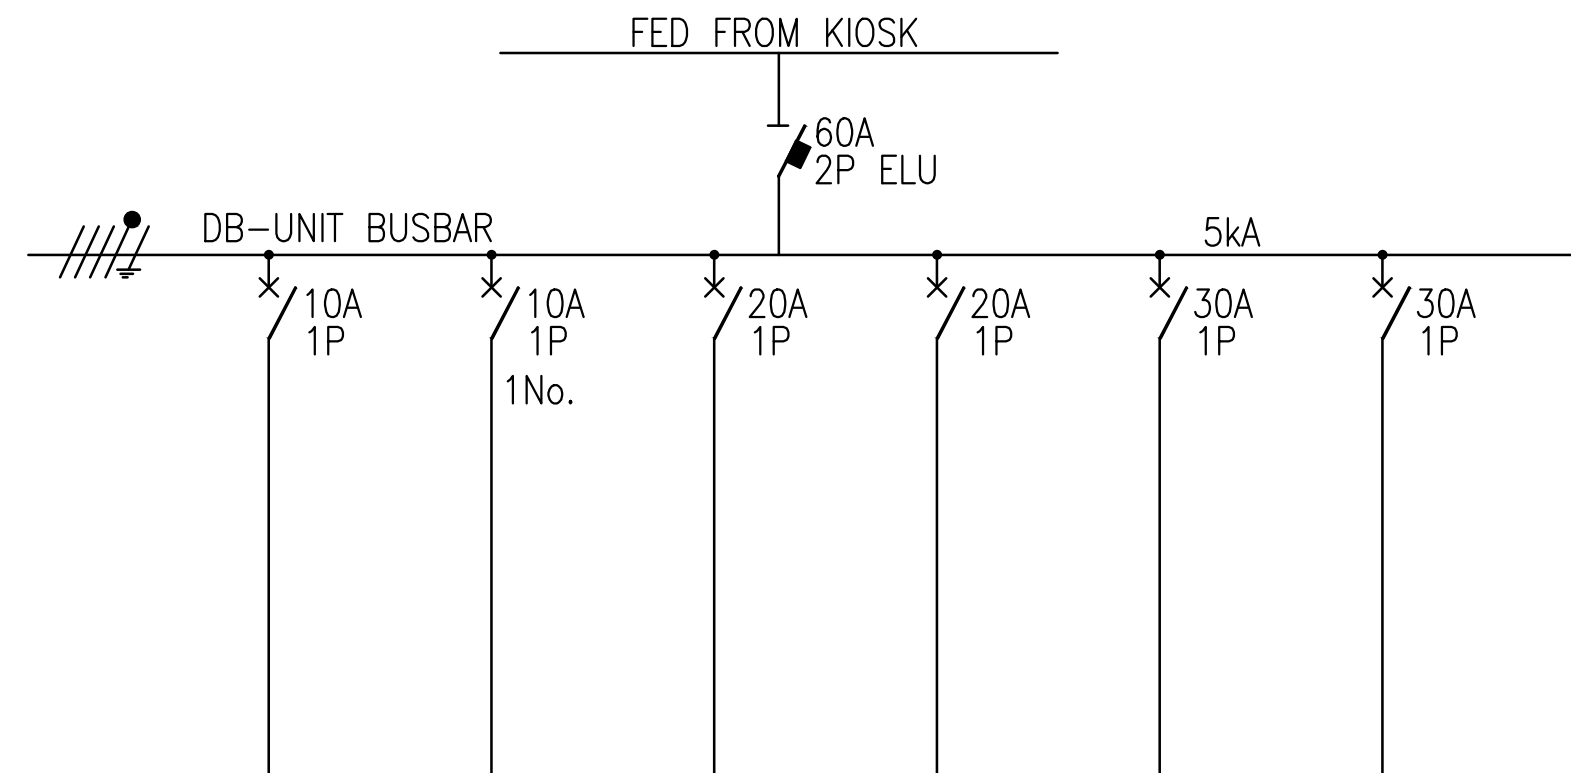 FED FROM KIOSK
60A
2P ELU
DB-UNIT BUSBAR
5kA
10A
1P
10A
1P
1No.
20A
1P
20A
1P
30A
1P
30A
1P